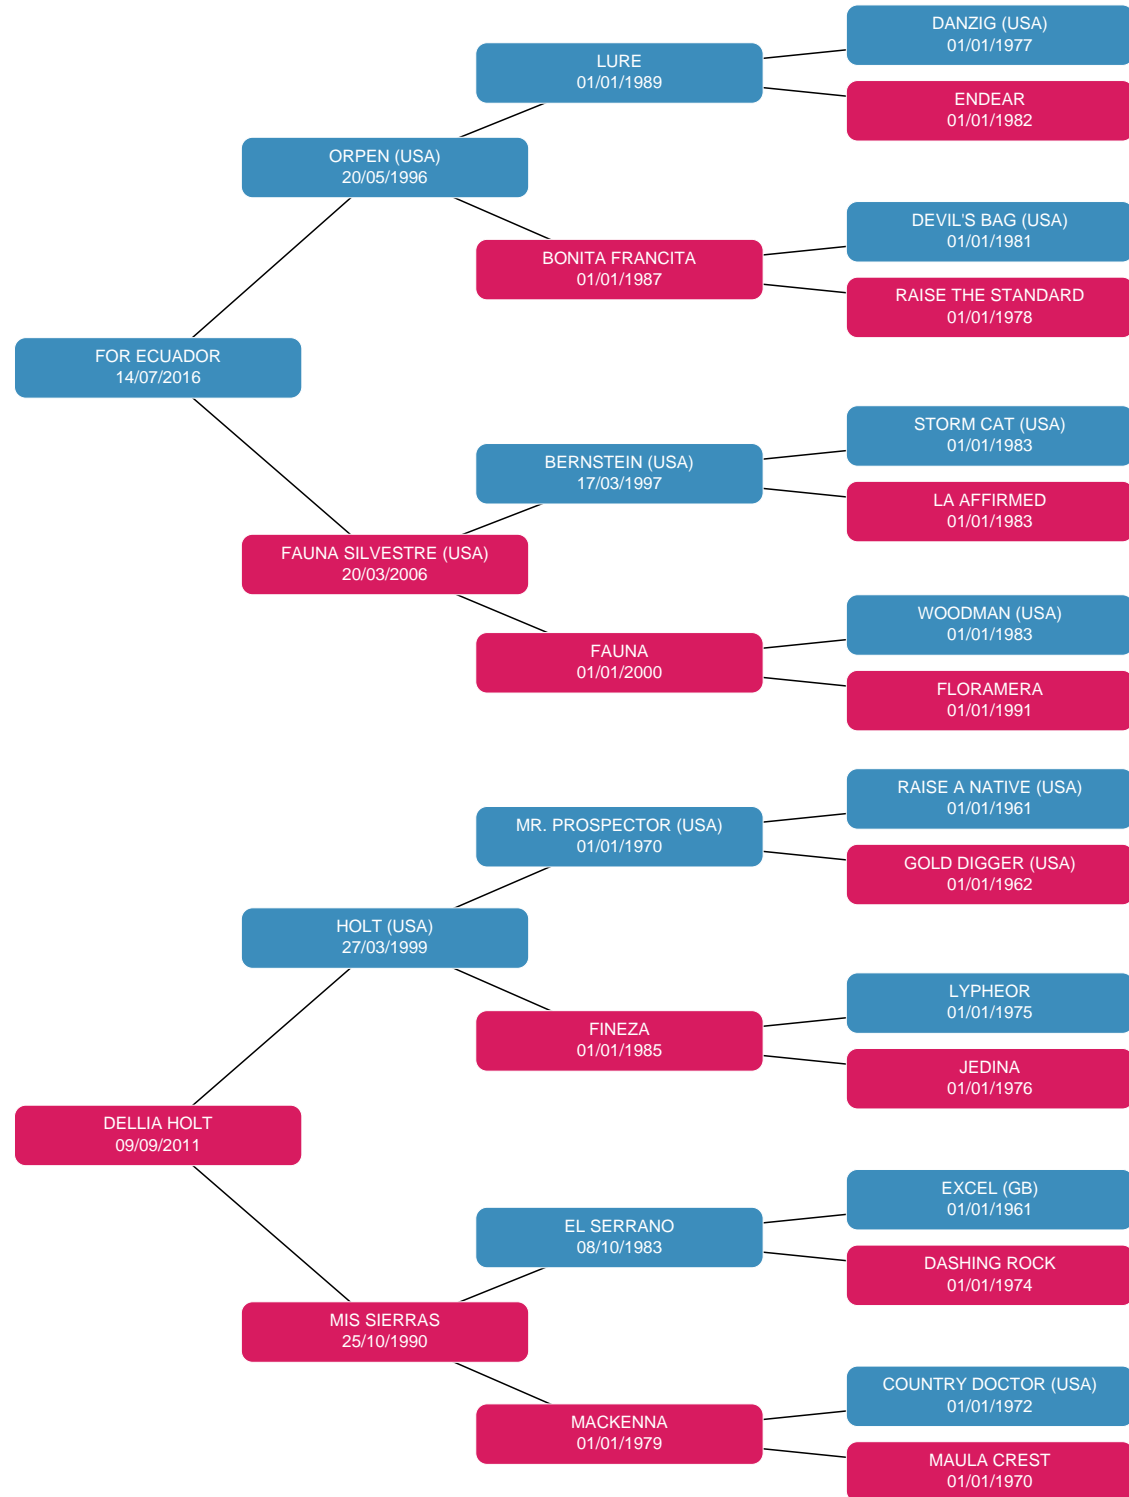 DANZIG (USA)
01/01/1977
LURE
01/01/1989
ENDEAR
01/01/1982
ORPEN (USA)
20/05/1996
DEVIL'S BAG (USA)
01/01/1981
BONITA FRANCITA
01/01/1987
RAISE THE STANDARD
01/01/1978
FOR ECUADOR
14/07/2016
STORM CAT (USA)
01/01/1983
BERNSTEIN (USA)
17/03/1997
LA AFFIRMED
01/01/1983
FAUNA SILVESTRE (USA)
20/03/2006
WOODMAN (USA)
01/01/1983
FAUNA
01/01/2000
FLORAMERA
01/01/1991
RAISE A NATIVE (USA)
01/01/1961
MR. PROSPECTOR (USA)
01/01/1970
GOLD DIGGER (USA)
01/01/1962
HOLT (USA)
27/03/1999
LYPHEOR
01/01/1975
FINEZA
01/01/1985
JEDINA
01/01/1976
DELLIA HOLT
09/09/2011
EXCEL (GB)
01/01/1961
EL SERRANO
08/10/1983
DASHING ROCK
01/01/1974
MIS SIERRAS
25/10/1990
COUNTRY DOCTOR (USA)
01/01/1972
MACKENNA
01/01/1979
MAULA CREST
01/01/1970